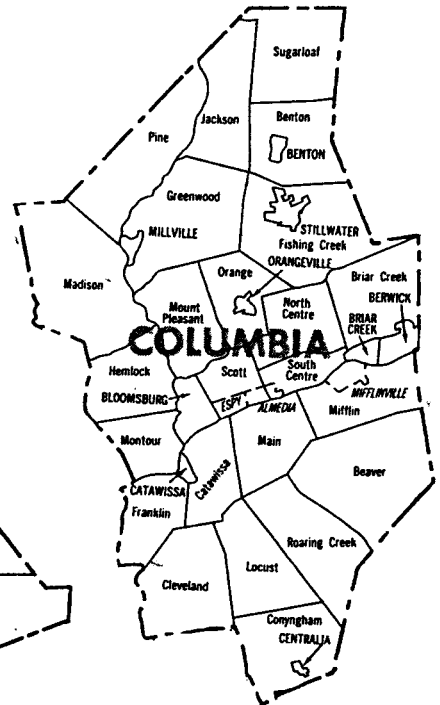 Sugarloaf
Jackson
Benton
Pine
BENTON
Greenwood
STILLWATER
Fishing Creek
MILLVILLE
ORANGEVILLE
Madison
Orange
Briar Creek
BERWICK
Mount
Pleasant
North
Centre
BRIAR
CREEK
COLUMBIA
Hemlock
Scott
South
Centre
BLOOMSBURG
ESPY
ALMEDIA
MIFFLINVILLE
Mifflin
Montour
Main
Beaver
CATAWISSA
Catawissa
Franklin
Roaring Creek
Cleveland
Locust
Conyngham
CENTRALIA